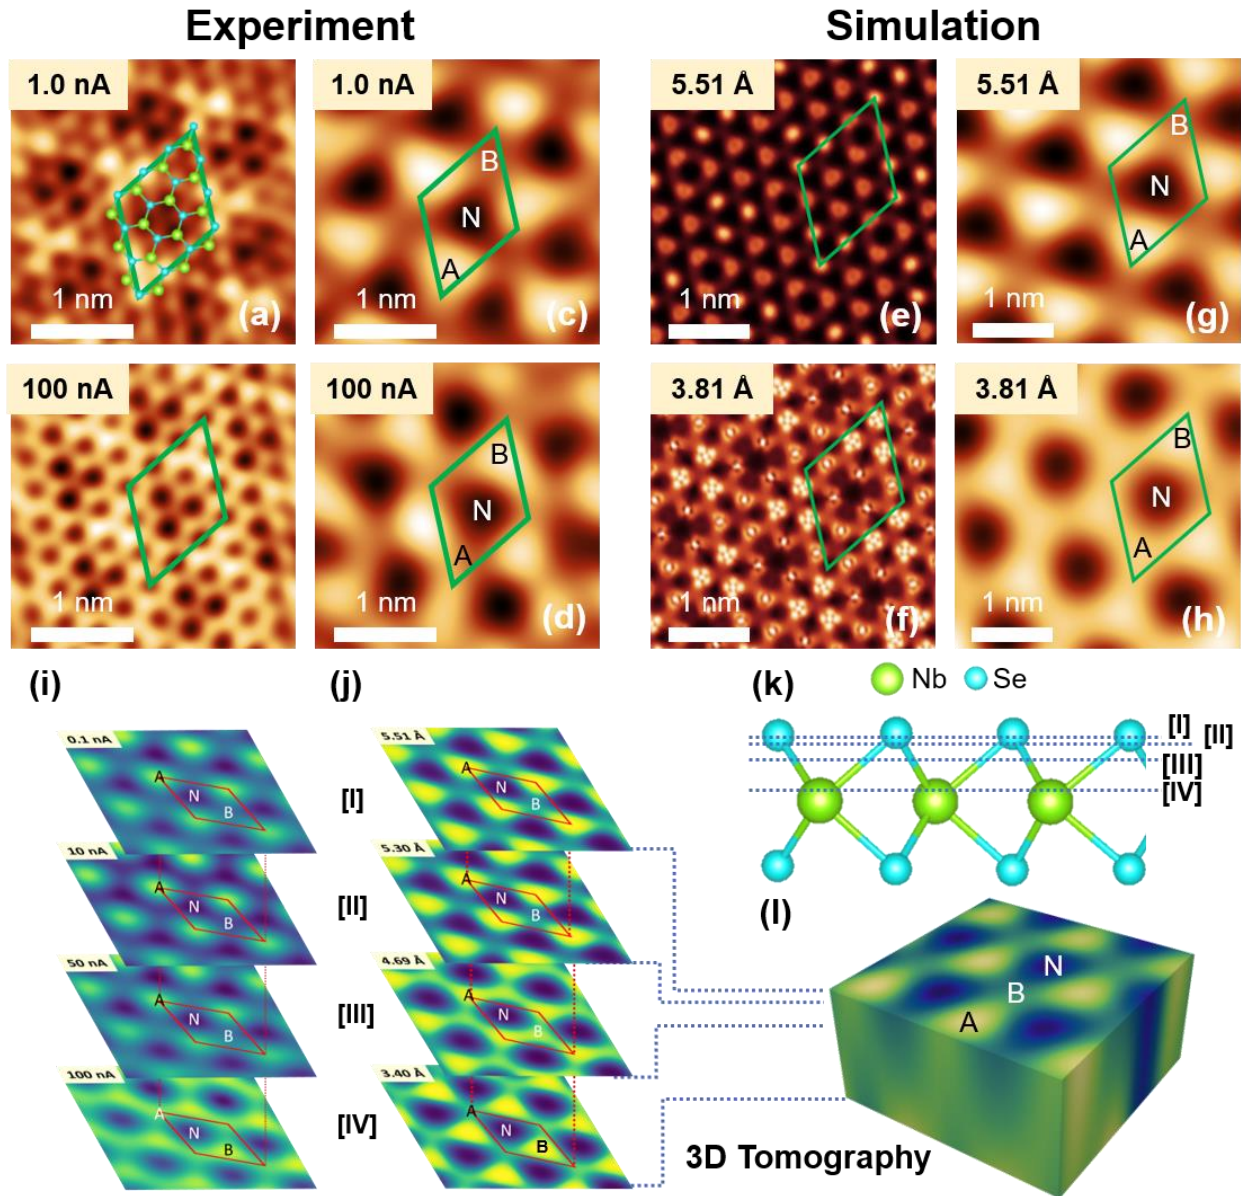 Experiment
Simulation
1.0 nA
1 nm
(a)
1.0 nA
B
N
A
1 nm
(c)
5.51 Å
1 nm
(e)
5.51 Å
B
N
A
1 nm
(g)
100 nA
1 nm
100 nA
B
N
A
1 nm
(d)
3.81 Å
1 nm
(f)
3.81 Å
B
N
A
1 nm
(h)
(i)
0.1 nA
A
N
B
10 nA
A
N
B
50 nA
A
N
B
100 nA
A
N
B
(j)
5.51 Å
A
N
B
[I]
5.30 Å
A
N
B
[II]
4.69 Å
A
N
B
[III]
3.40 Å
A
N
B
[IV]
(k)
Nb
Se
[I]
[II]
[III]
[IV]
(l)
N
B
A
3D Tomography